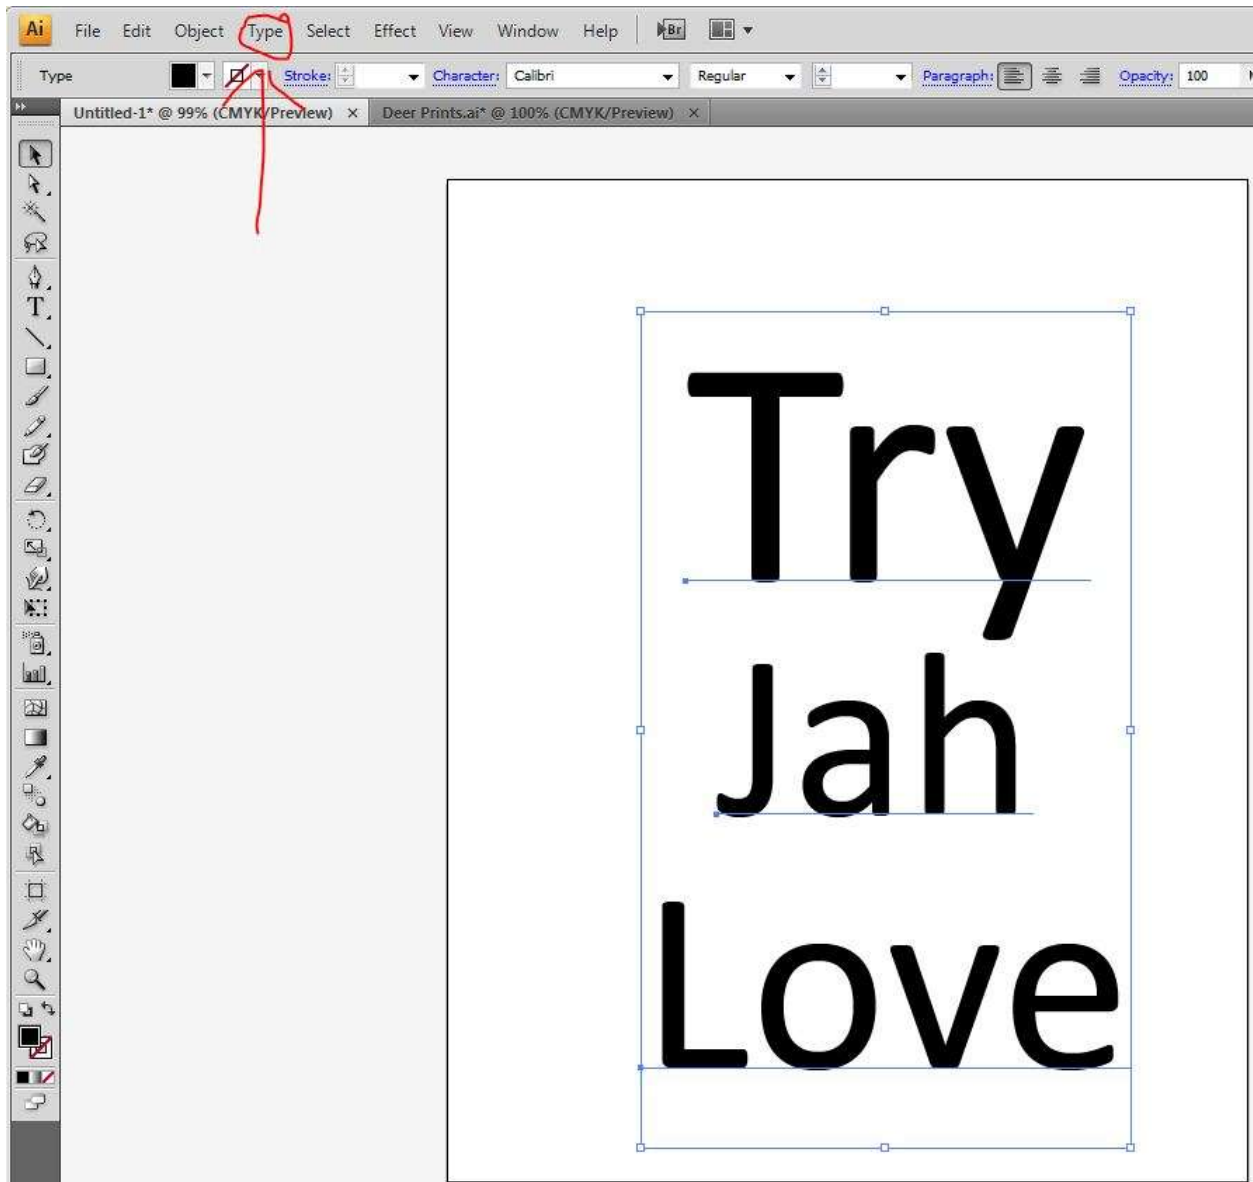 Ai File Edit Object Type Select Effect View Window Help Br
Type Stroke: Character: Calibri Regular Paragraph: Opacity: 100
Untitled-1* @ 99% (CMYK/Preview) × Deer Prints.ai* @ 100% (CMYK/Preview) ×
T
Try
Jah
Love